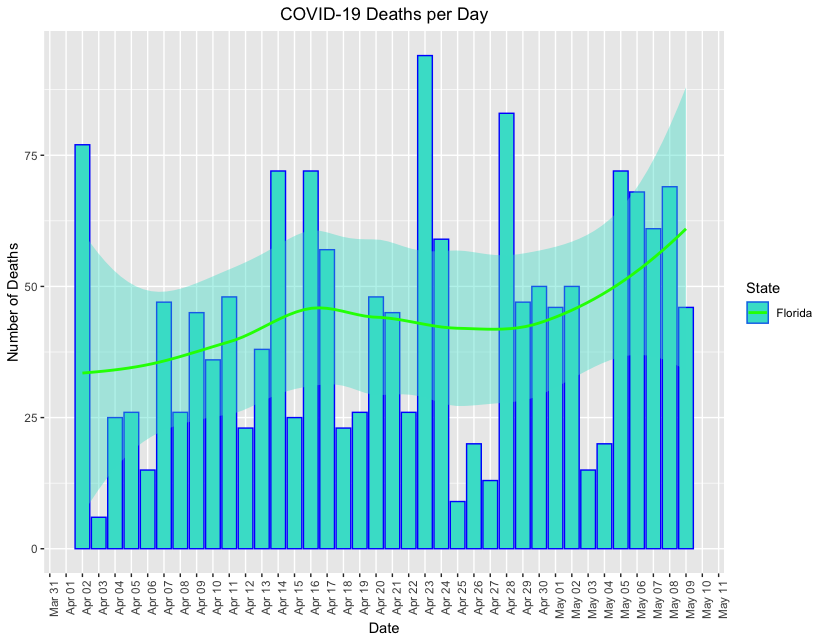 COVID-19 Deaths per Day
Number of Deaths
75
50
25
0
Mar 31
Apr 01
Apr 02
Apr 03
Apr 04
Apr 05
Apr 06
Apr 07
Apr 08
Apr 09
Apr 10
Apr 11
Apr 12
Apr 13
Apr 14
Apr 15
Apr 16
Apr 17
Apr 18
Apr 19
Apr 20
Apr 21
Apr 22
Apr 23
Apr 24
Apr 25
Apr 26
Apr 27
Apr 28
Apr 29
Apr 30
May 01
May 02
May 03
May 04
May 05
May 06
May 07
May 08
May 09
May 10
May 11
Date
State
Florida